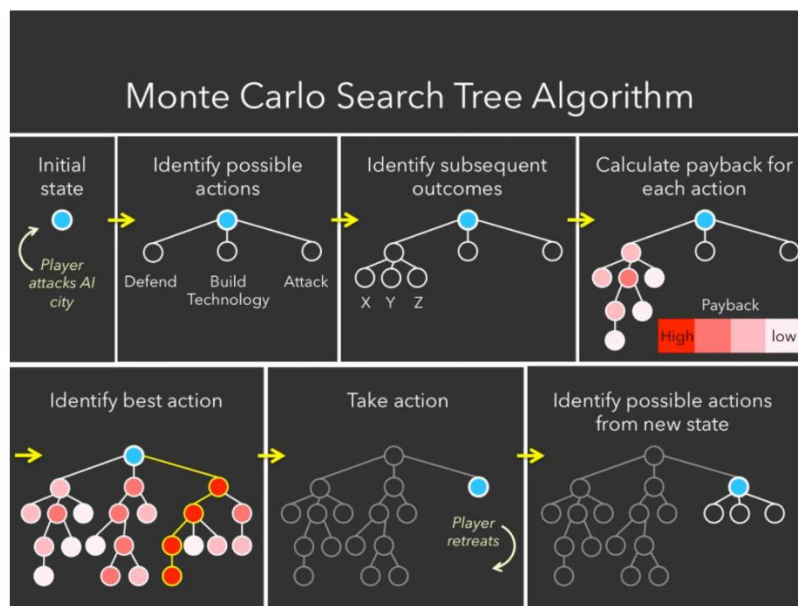 Monte Carlo Search Tree Algorithm
Initial
state
Player
attacks AI
city
Identify possible
actions
Defend
Build
Technology
Attack
Identify subsequent
outcomes
X Y Z
Calculate payback for
each action
Payback
High
low
Identify best action
Take action
Player
retreats
Identify possible actions
from new state